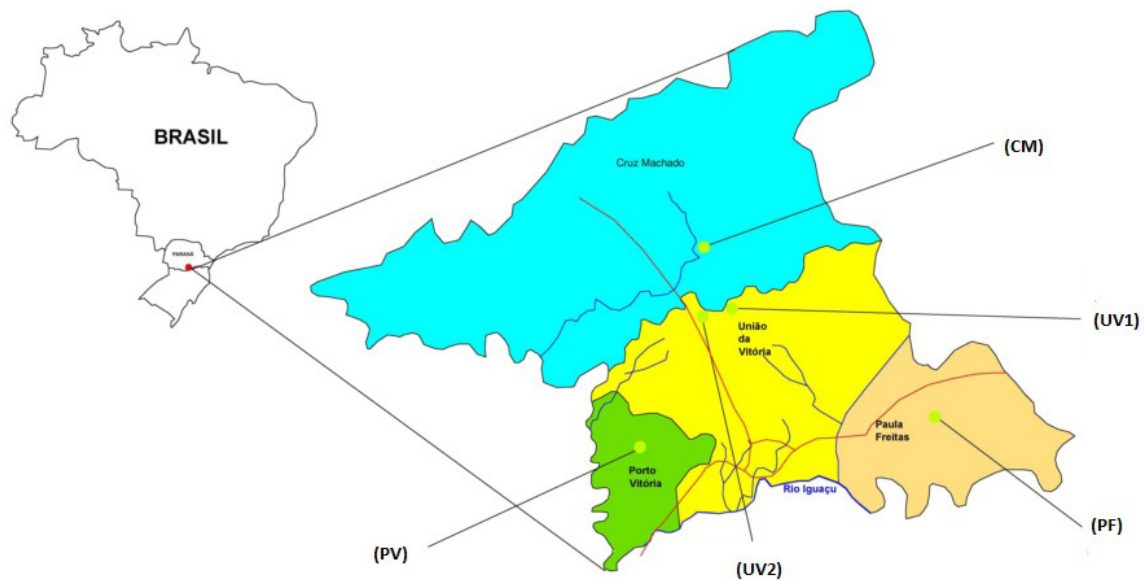 BRASIL
PARANÁ
Cruz Machado
(CM)
(UV1)
União
da
Vitória
Paula
Freitas
Porto
Vitória
Rio Iguaçu
(PF)
(PV)
(UV2)